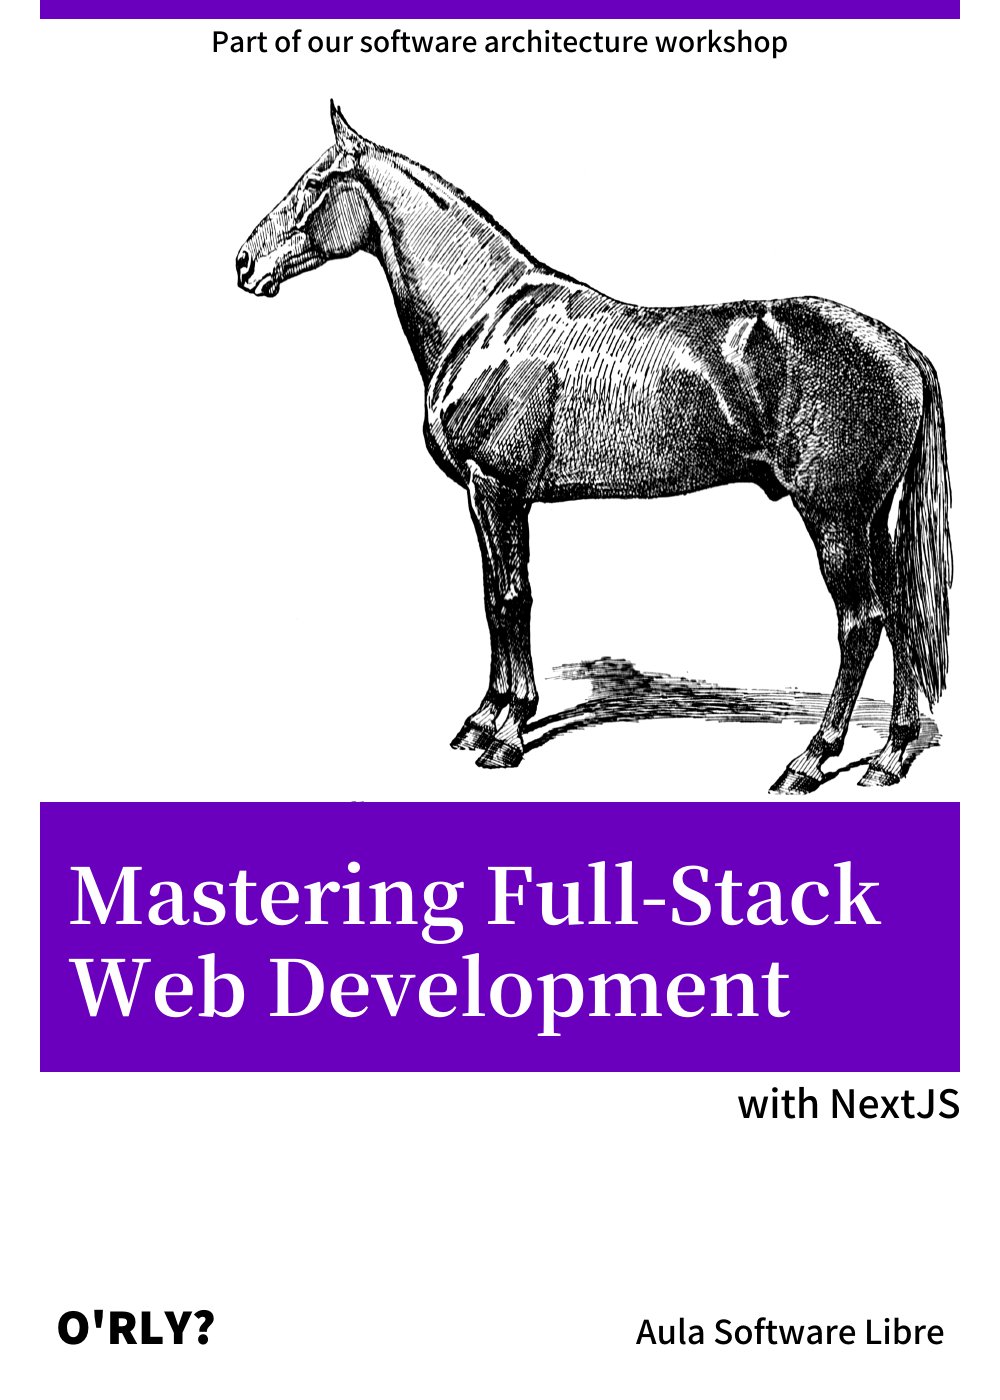 Part of our software architecture workshop
Mastering Full-Stack
Web Development
with NextJS
O'RLY?
Aula Software Libre